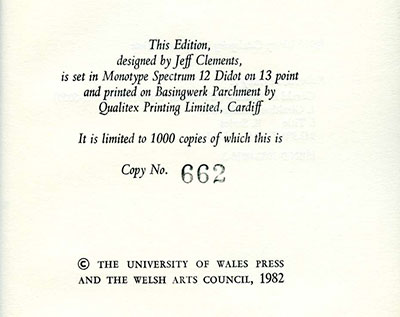 This Edition,
designed by Jeff Clements,
is set in Monotype Spectrum 12 Didot on 13 point
and printed on Basingwerk Parchment by
Qualitex Printing Limited, Cardiff
It is limited to 1000 copies of which this is
Copy No. 662
© THE UNIVERSITY OF WALES PRESS
AND THE WELSH ARTS COUNCIL, 1982